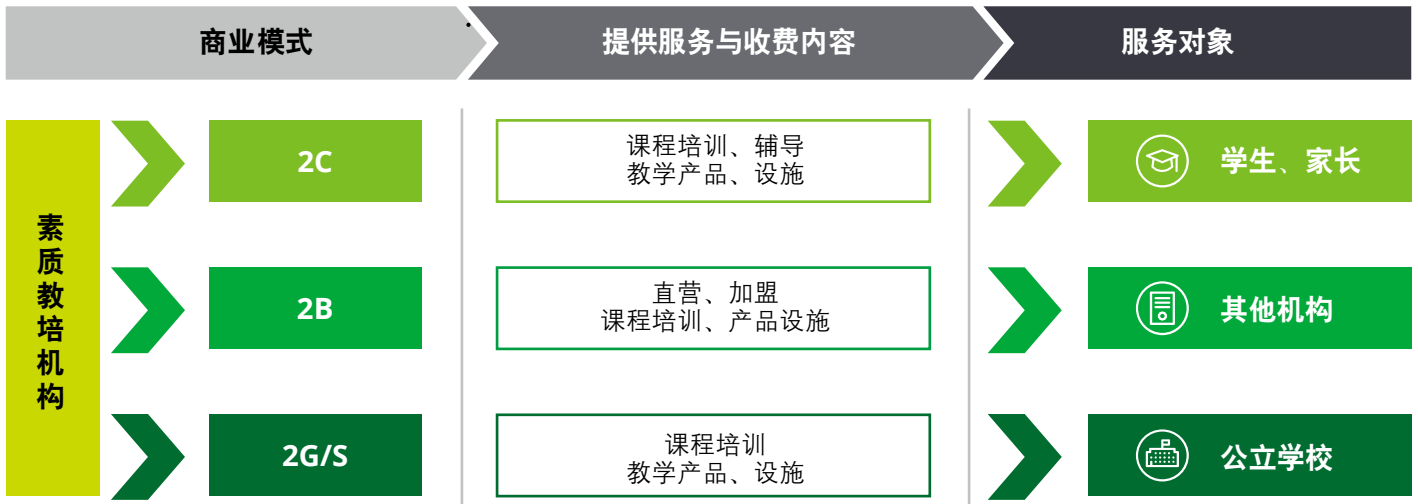 商业模式
提供服务与收费内容
服务对象
素质教培机构
2C
课程培训、辅导
教学产品、设施
学生、家长
2B
直营、加盟
课程培训、产品设施
其他机构
2G/S
课程培训
教学产品、设施
公立学校